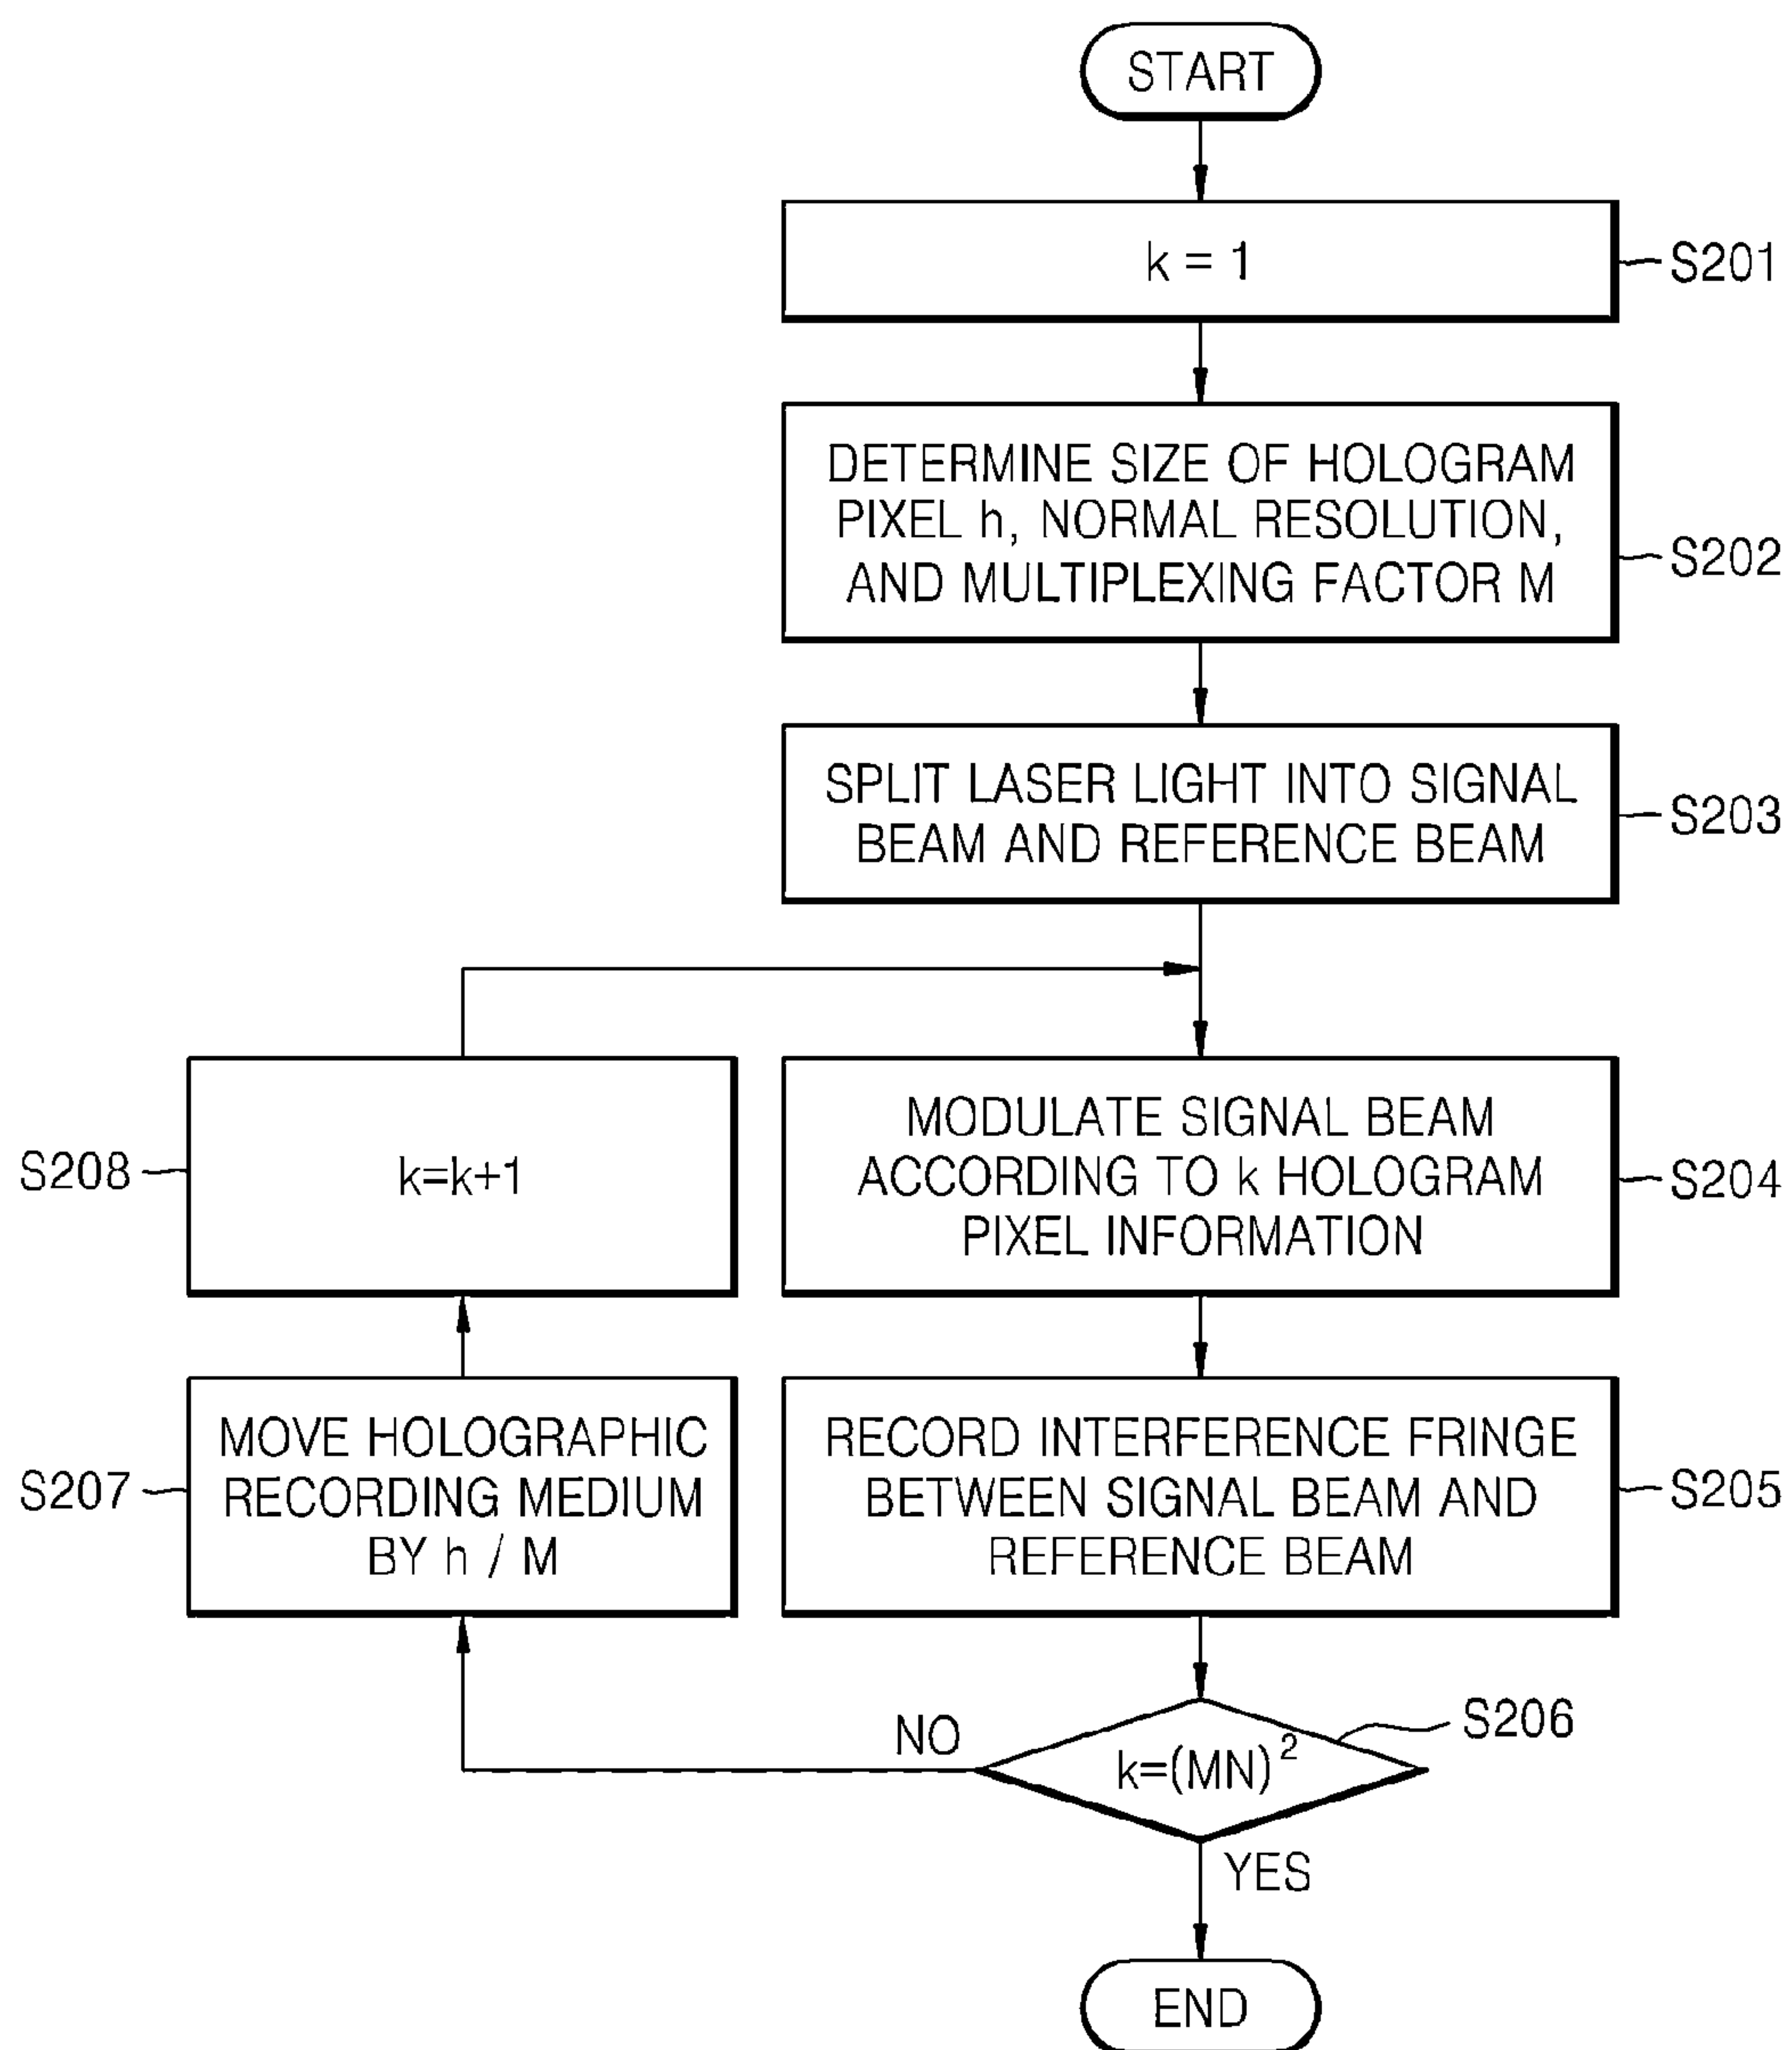 START
k = 1
S201
DETERMINE SIZE OF HOLOGRAM
PIXEL h, NORMAL RESOLUTION,
AND MULTIPLEXING FACTOR M
S202
SPLIT LASER LIGHT INTO SIGNAL
BEAM AND REFERENCE BEAM
S203
MODULATE SIGNAL BEAM
ACCORDING TO k HOLOGRAM
PIXEL INFORMATION
S204
RECORD INTERFERENCE FRINGE
BETWEEN SIGNAL BEAM AND
REFERENCE BEAM
S205
k=(MN)²
S206
NO
MOVE HOLOGRAPHIC
RECORDING MEDIUM
BY h / M
S207
k=k+1
S208
YES
END